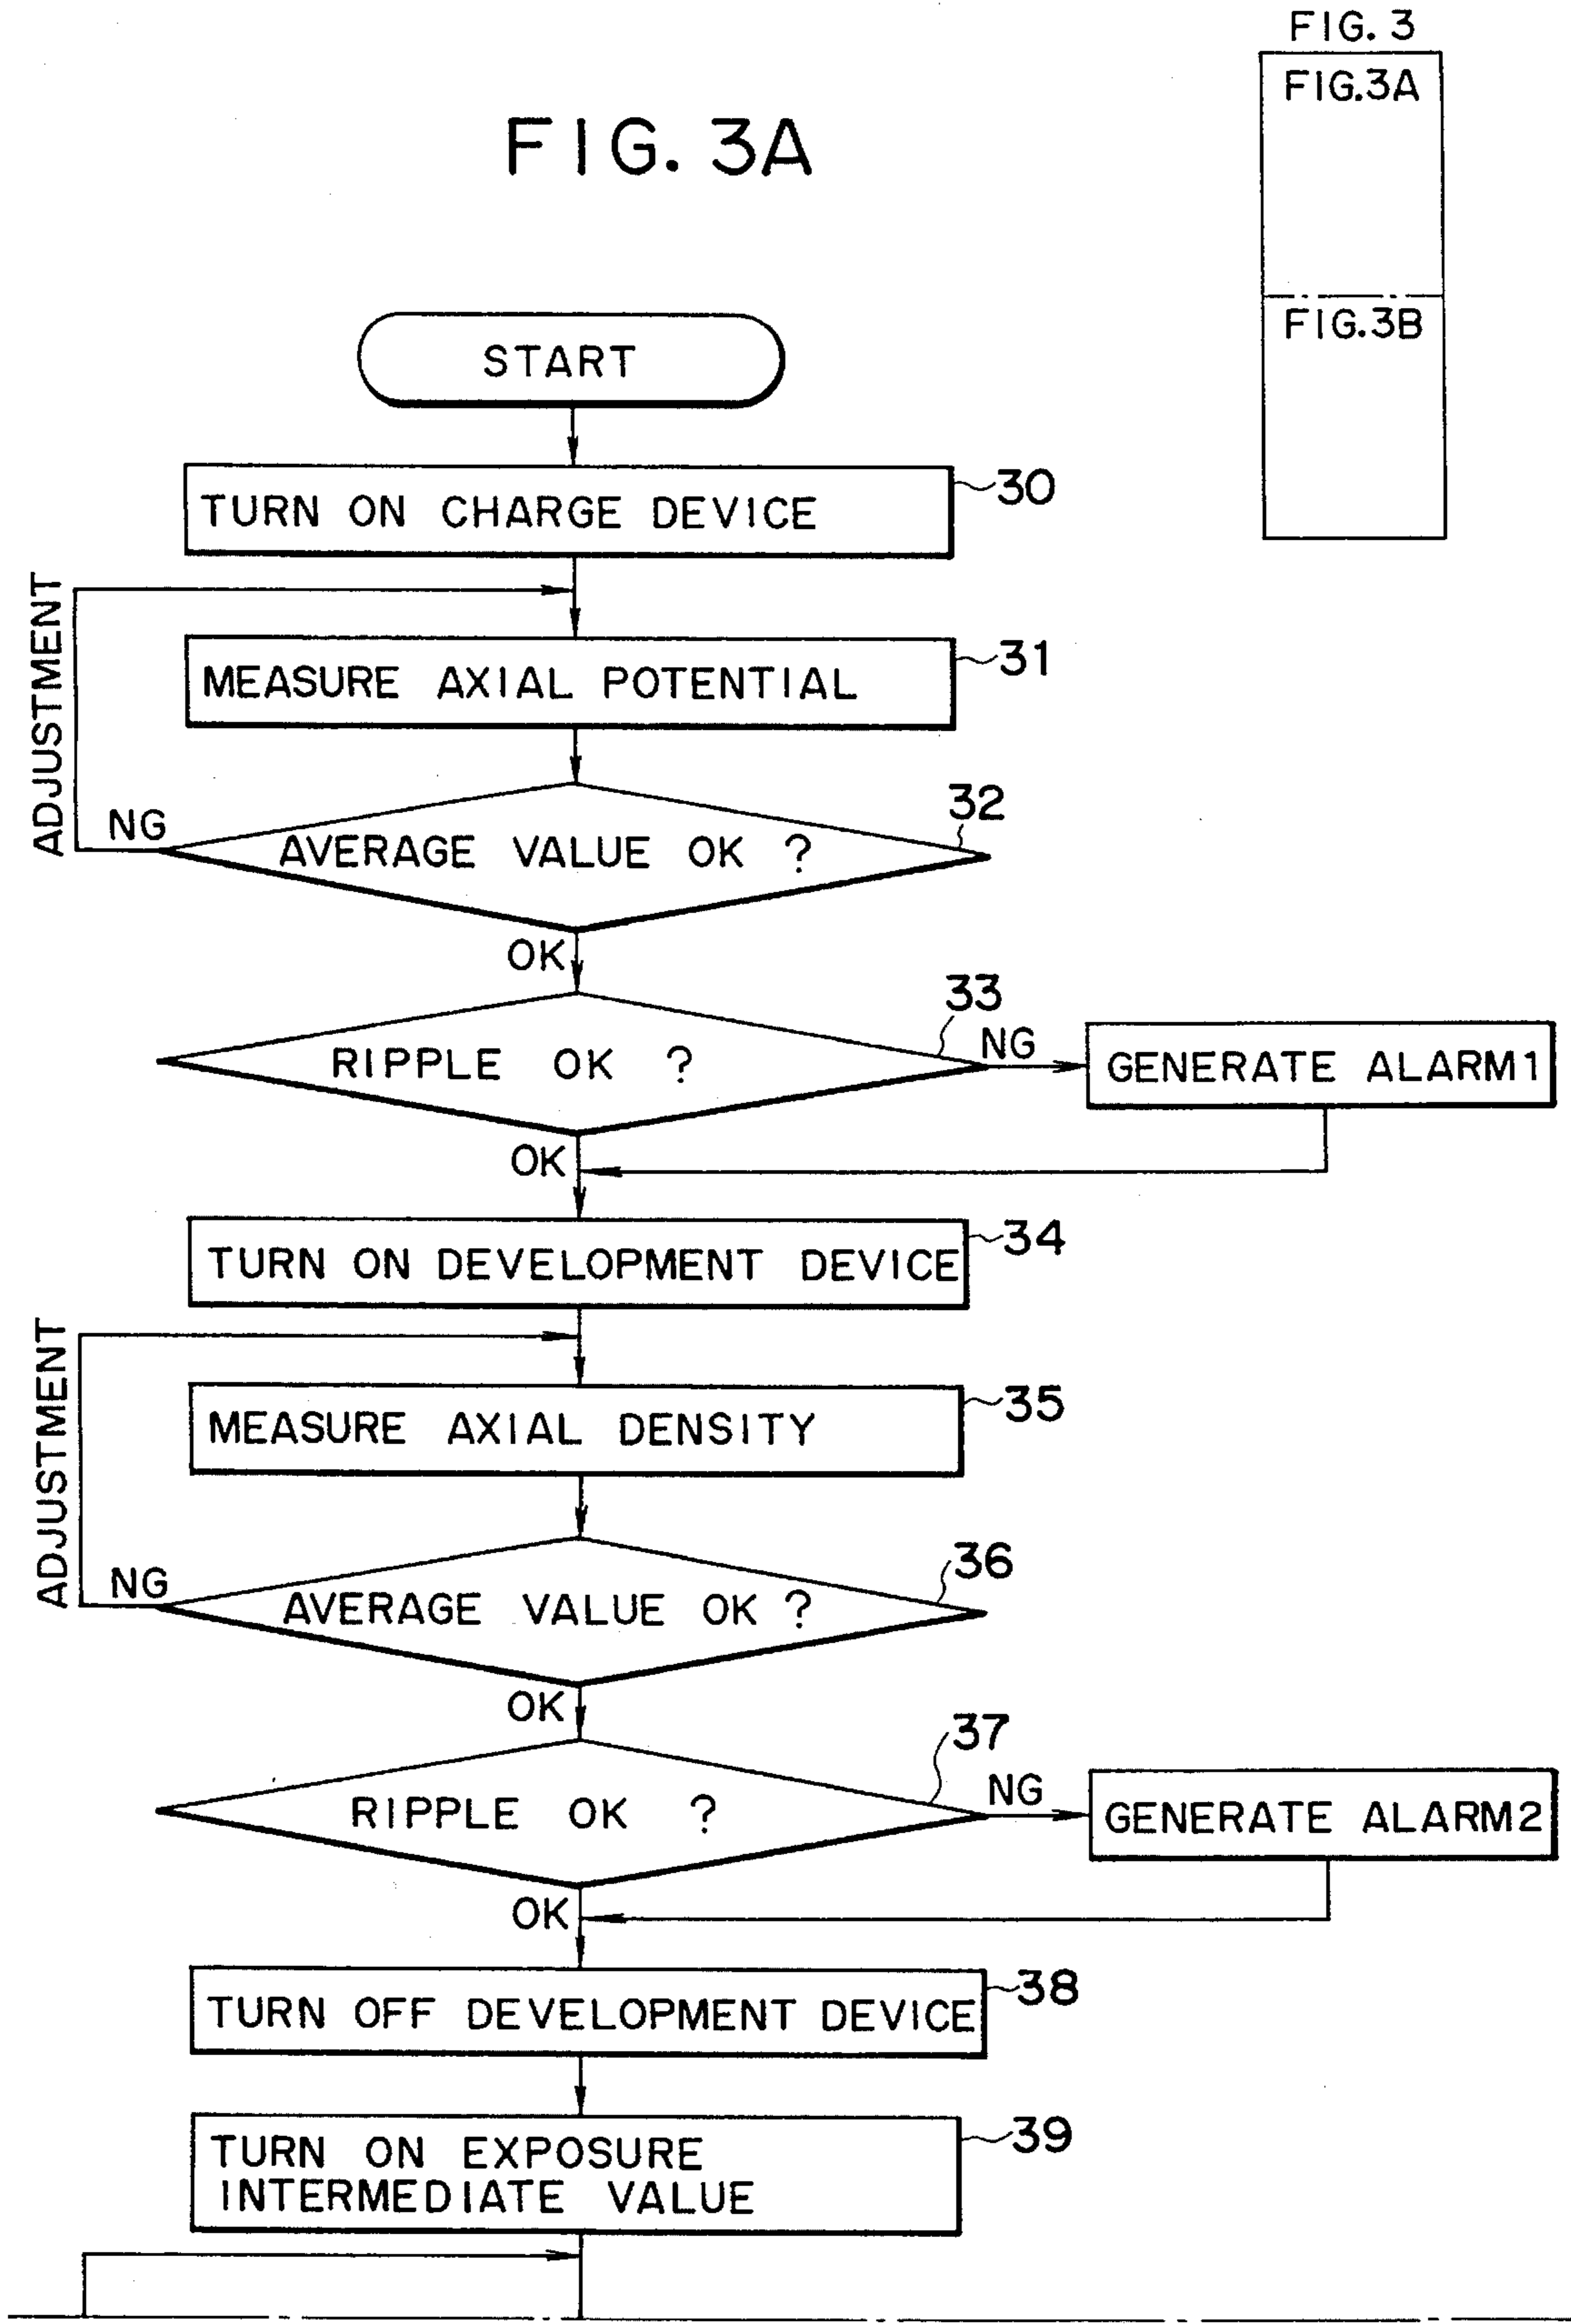 FIG. 3
FIG.3A
FIG.3B
FIG. 3A
START
TURN ON CHARGE DEVICE
30
ADJUSTMENT
MEASURE AXIAL POTENTIAL
31
NG
AVERAGE VALUE OK ?
32
OK
RIPPLE OK ?
33
NG
GENERATE ALARM1
OK
TURN ON DEVELOPMENT DEVICE
34
ADJUSTMENT
MEASURE AXIAL DENSITY
35
NG
AVERAGE VALUE OK ?
36
OK
RIPPLE OK ?
37
NG
GENERATE ALARM2
OK
TURN OFF DEVELOPMENT DEVICE
38
TURN ON EXPOSURE
INTERMEDIATE VALUE
39